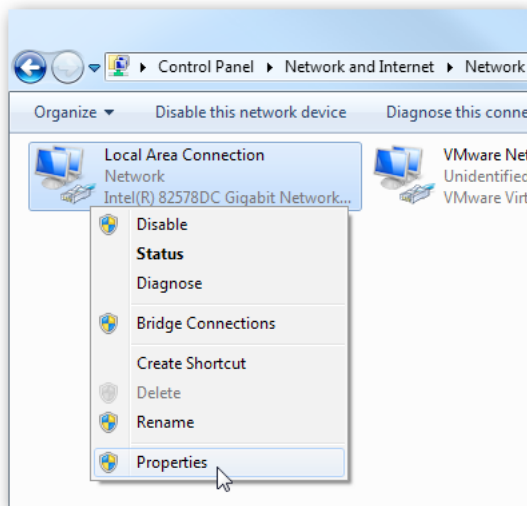 Control Panel Network and Internet Network
Organize Disable this network device Diagnose this conne
Local Area Connection
Network
Intel(R) 82578DC Gigabit Network...
VMware Net
Unidentified
VMware Virt
Disable
Status
Diagnose
Bridge Connections
Create Shortcut
Delete
Rename
Properties